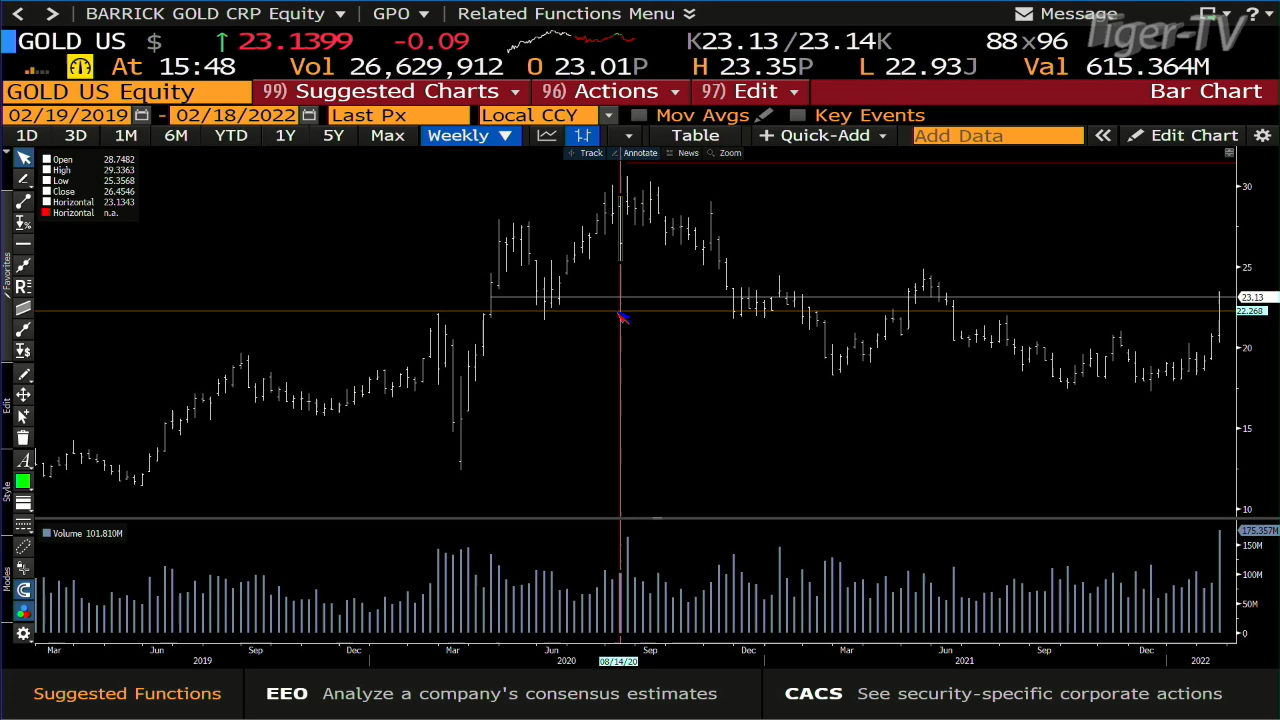 BARRICK GOLD CRP Equity GPO Related Functions Menu Message ?
Tiger-TV
GOLD US $ 23.1399 -0.09 K23.13/23.14K 88x96
At 15:48 Vol 26,629,912 O 23.01P H 23.35P L 22.93J Val 615.364M
GOLD US Equity 99) Suggested Charts 96) Actions 97) Edit Bar Chart
02/19/2019 - 02/18/2022 Last Px Local CCY Mov Avgs Key Events
1D 3D 1M 6M YTD 1Y 5Y Max Weekly Table + Quick-Add Add Data Edit Chart
Track Annotate News Zoom
Open 28.7482
High 29.3363
Low 25.3568
Close 26.4546
Horizontal 23.1343
Horizontal n.a.
Favorites
Edit
Style
Modes
30
25
23.13
22.268
20
15
10
Volume 101.810M
175.357M
150M
100M
50M
0
Mar Jun Sep Dec Mar Jun 08/14/20 Sep Dec Mar Jun Sep Dec
2019 2020 2021 2022
Suggested Functions EEO Analyze a company's consensus estimates CACS See security-specific corporate actions